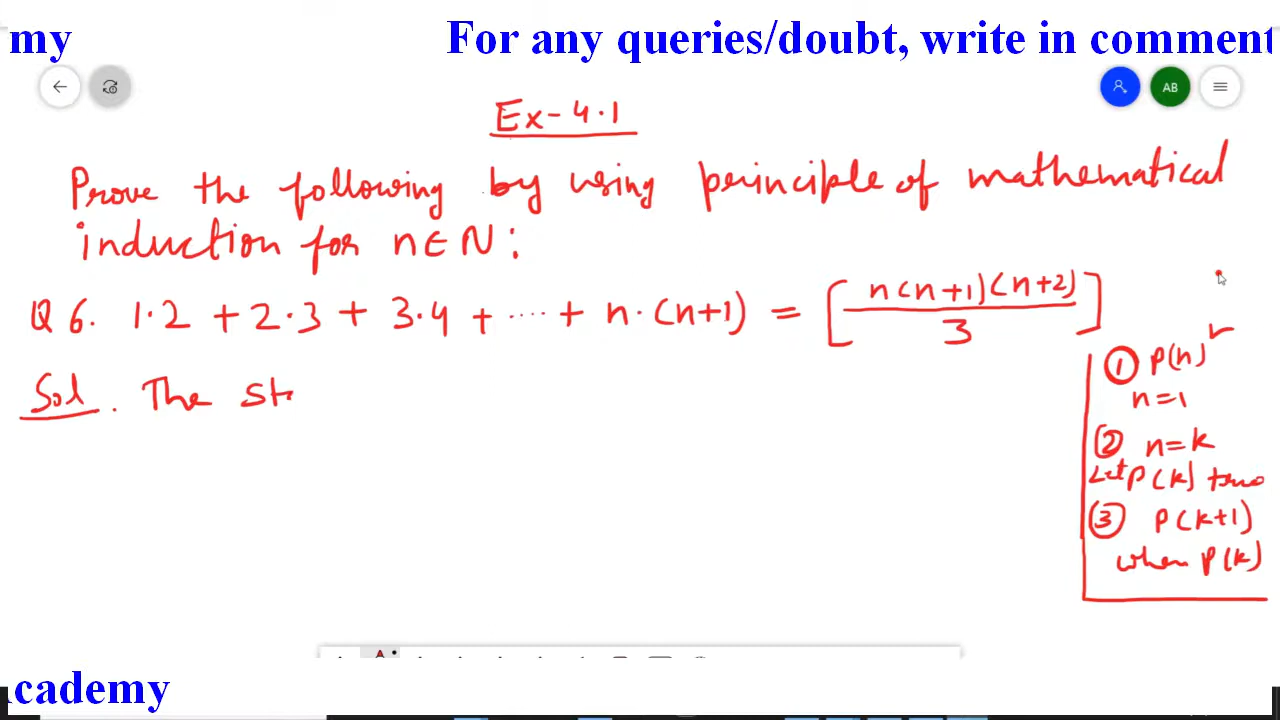 my For any queries/doubt, write in comment
AB
Ex-4.1
Prove the following by using principle of mathematical
induction for n∈N:
Q 6. 1·2 + 2·3 + 3·4 + ···· + n·(n+1) = [n(n+1)(n+2)/3]
Sol. The st
① P(n)
n=1
② n=k
Let P(k) true
③ P(k+1)
when P(k)
cademy